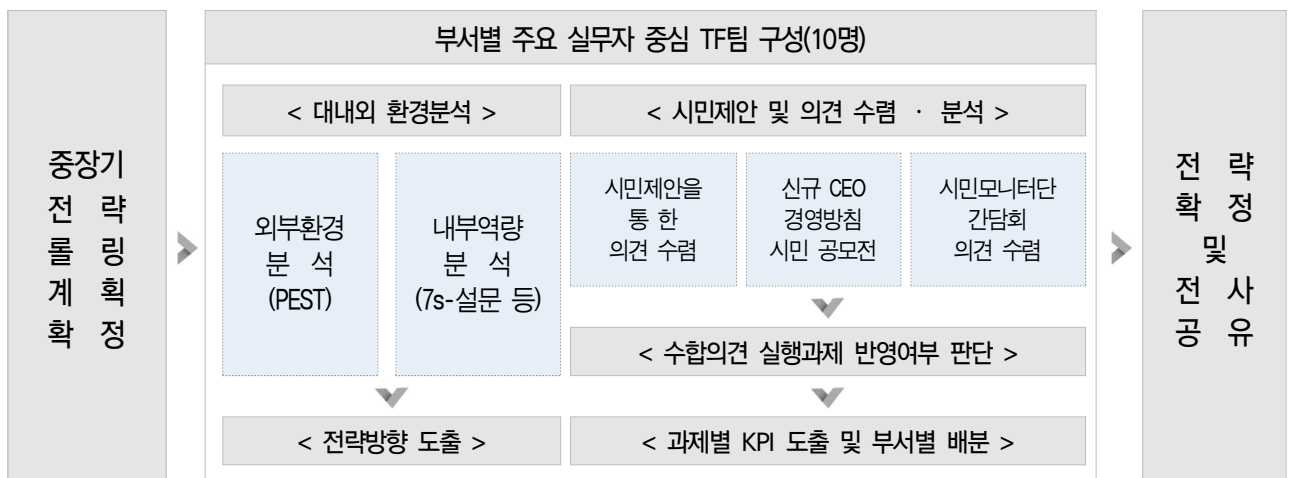 중장기
전 략
롤 링
계 획
확 정
부서별 주요 실무자 중심 TF팀 구성(10명)
< 대내외 환경분석 >
외부환경
분 석
(PEST)
내부역량
분 석
(7s-설문 등)
< 전략방향 도출 >
< 시민제안 및 의견 수렴 · 분석 >
시민제안을
통 한
의견 수렴
신규 CEO
경영방침
시민 공모전
시민모니터단
간담회
의견 수렴
< 수합의견 실행과제 반영여부 판단 >
< 과제별 KPI 도출 및 부서별 배분 >
전 략
확 정
및
전 사
공 유